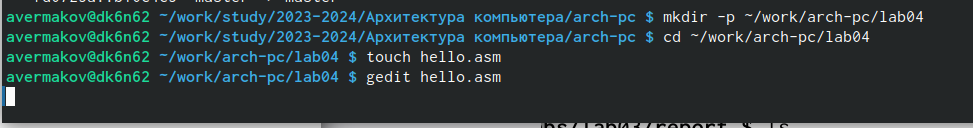 avermakov@dk6n62 ~/work/study/2023-2024/Архитектура компьютера/arch-pc $ mkdir -p ~/work/arch-pc/lab04
avermakov@dk6n62 ~/work/study/2023-2024/Архитектура компьютера/arch-pc $ cd ~/work/arch-pc/lab04
avermakov@dk6n62 ~/work/arch-pc/lab04 $ touch hello.asm
avermakov@dk6n62 ~/work/arch-pc/lab04 $ gedit hello.asm